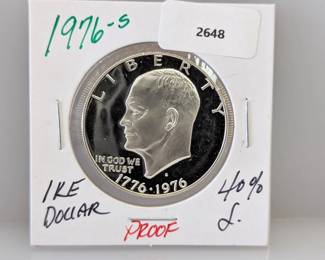 1976-S
2648
LIBERTY
IN GOD WE
TRUST
S
1776·1976
IKE
DOLLAR
40%
PROOF